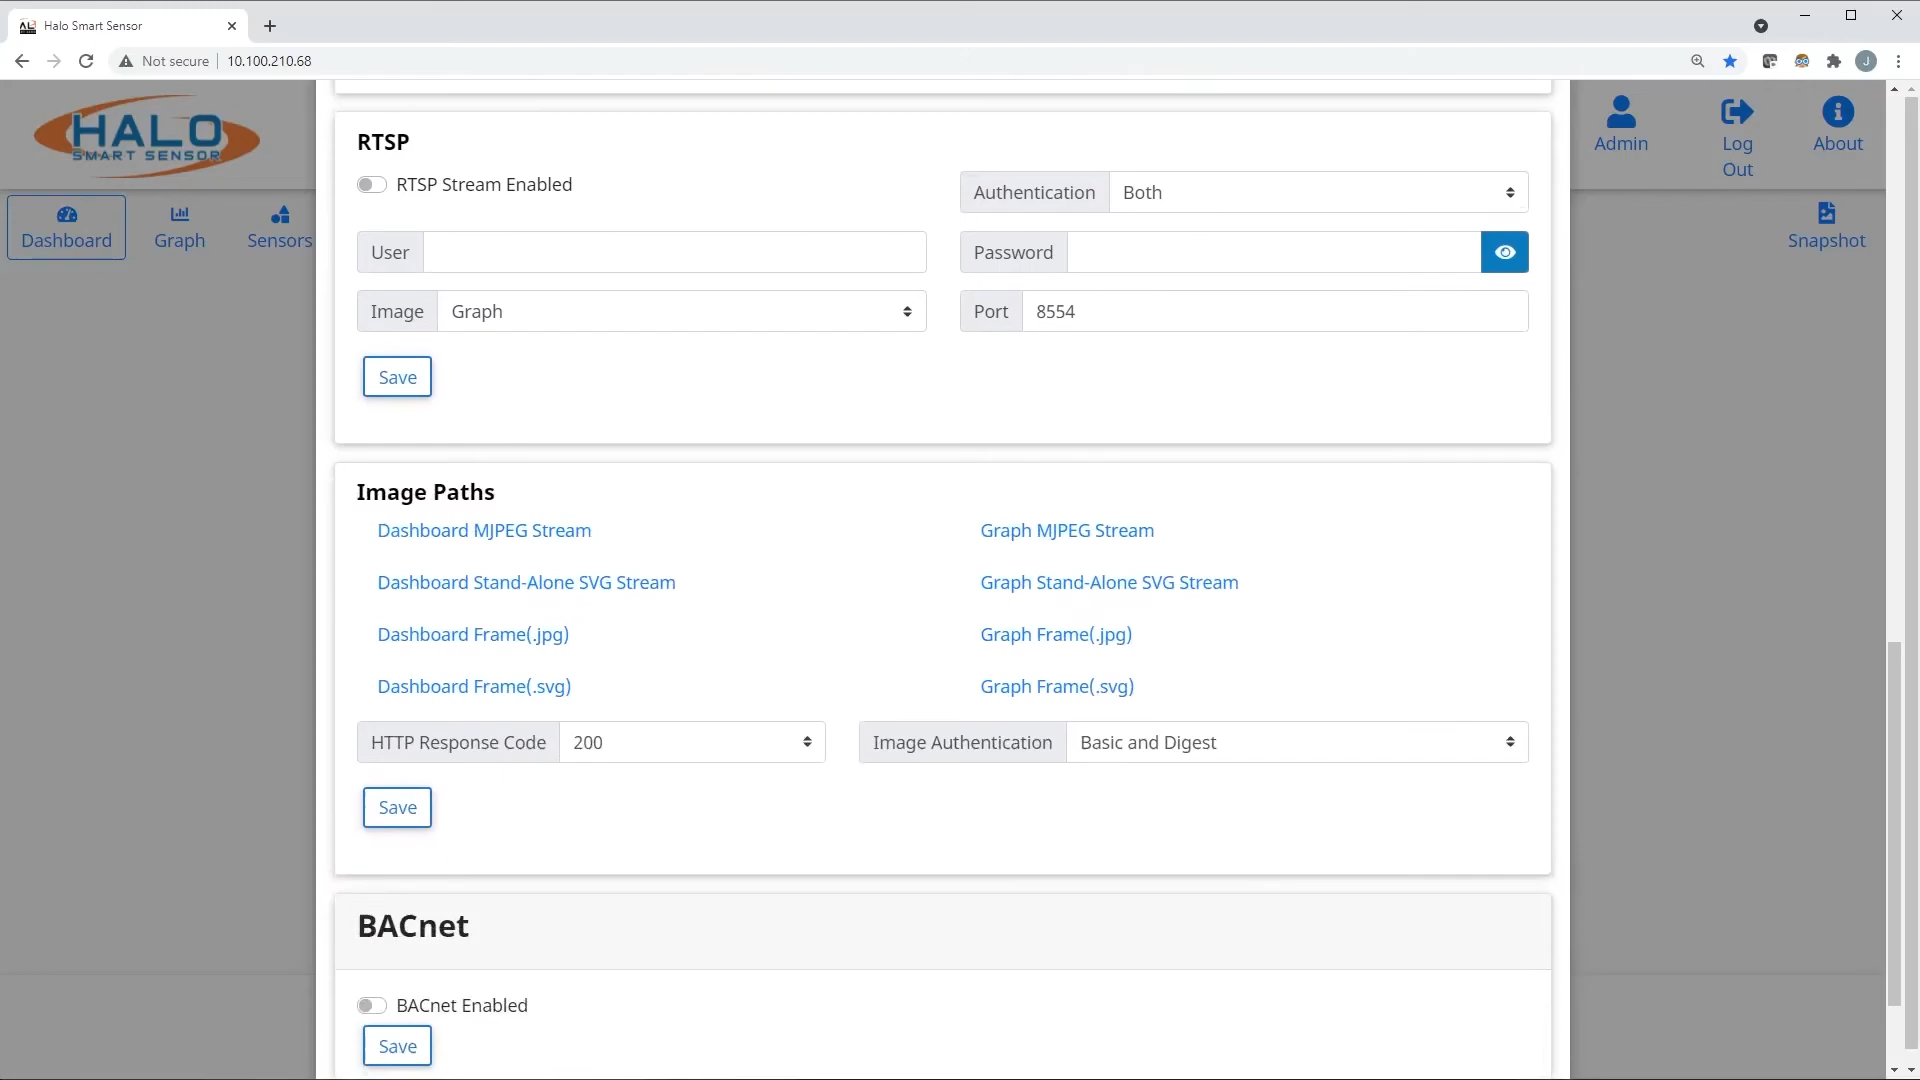 Halo Smart Sensor
Not secure 10.100.210.68
J
HALO
SMART SENSOR
Admin
Log Out
About
Dashboard
Graph
Sensors
Snapshot
RTSP
RTSP Stream Enabled
Authentication Both
User
Password
Image Graph
Port 8554
Save
Image Paths
Dashboard MJPEG Stream
Graph MJPEG Stream
Dashboard Stand-Alone SVG Stream
Graph Stand-Alone SVG Stream
Dashboard Frame(.jpg)
Graph Frame(.jpg)
Dashboard Frame(.svg)
Graph Frame(.svg)
HTTP Response Code 200
Image Authentication Basic and Digest
Save
BACnet
BACnet Enabled
Save